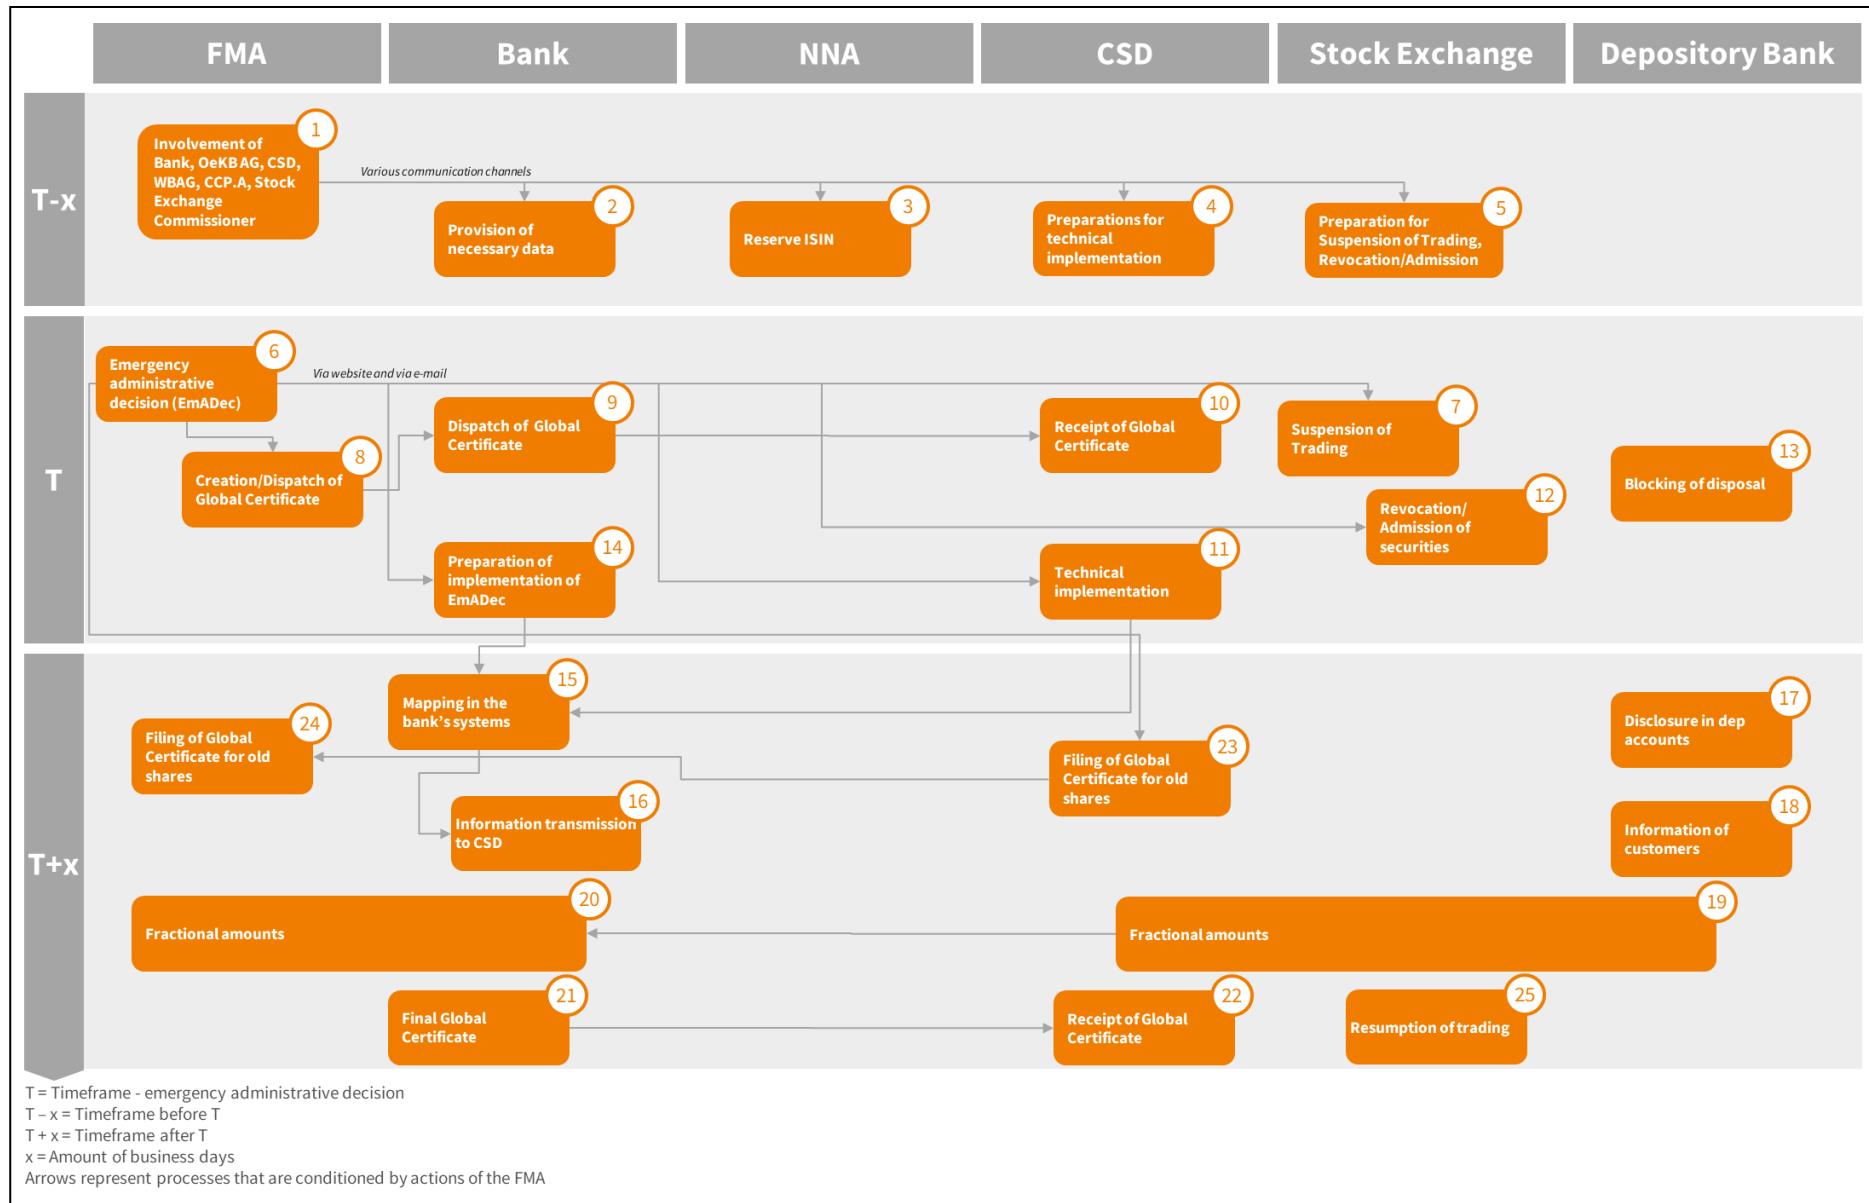 FMA
Bank
NNA
CSD
Stock Exchange
Depository Bank
T-x
1
Involvement of
Bank, OeKB AG, CSD,
WBAG, CCP.A, Stock
Exchange
Commissioner
Various communication channels
2
Provision of
necessary data
3
Reserve ISIN
4
Preparations for
technical
implementation
5
Preparation for
Suspension of Trading,
Revocation/Admission
T
6
Emergency
administrative
decision (EmADec)
Via website and via e-mail
8
Creation/Dispatch of
Global Certificate
9
Dispatch of Global
Certificate
10
Receipt of Global
Certificate
7
Suspension of
Trading
13
Blocking of disposal
12
Revocation/
Admission of
securities
14
Preparation of
implementation of
EmADec
11
Technical
implementation
T+x
15
Mapping in the
bank's systems
24
Filing of Global
Certificate for old
shares
23
Filing of Global
Certificate for old
shares
17
Disclosure in dep
accounts
16
Information transmission
to CSD
18
Information of
customers
20
Fractional amounts
19
Fractional amounts
21
Final Global
Certificate
22
Receipt of Global
Certificate
25
Resumption of trading
T = Timeframe - emergency administrative decision
T – x = Timeframe before T
T + x = Timeframe after T
x = Amount of business days
Arrows represent processes that are conditioned by actions of the FMA